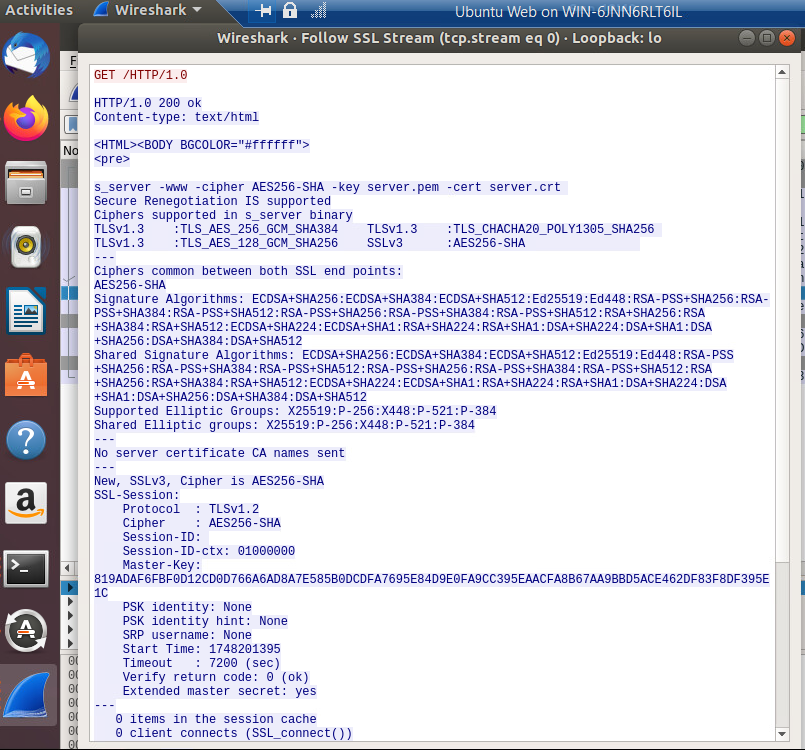 Activities
Wireshark
Ubuntu Web on WIN-6JNN6RLT6IL
Wireshark · Follow SSL Stream (tcp.stream eq 0) · Loopback: lo
F
No
GET /HTTP/1.0
HTTP/1.0 200 ok
Content-type: text/html
<HTML><BODY BGCOLOR="#ffffff">
<pre>
s_server -www -cipher AES256-SHA -key server.pem -cert server.crt
Secure Renegotiation IS supported
Ciphers supported in s_server binary
TLSv1.3    :TLS_AES_256_GCM_SHA384    TLSv1.3    :TLS_CHACHA20_POLY1305_SHA256
TLSv1.3    :TLS_AES_128_GCM_SHA256    SSLv3      :AES256-SHA
---
Ciphers common between both SSL end points:
AES256-SHA
Signature Algorithms: ECDSA+SHA256:ECDSA+SHA384:ECDSA+SHA512:Ed25519:Ed448:RSA-PSS+SHA256:RSA-
PSS+SHA384:RSA-PSS+SHA512:RSA-PSS+SHA256:RSA-PSS+SHA384:RSA-PSS+SHA512:RSA+SHA256:RSA
+SHA384:RSA+SHA512:ECDSA+SHA224:ECDSA+SHA1:RSA+SHA224:RSA+SHA1:DSA+SHA224:DSA+SHA1:DSA
+SHA256:DSA+SHA384:DSA+SHA512
Shared Signature Algorithms: ECDSA+SHA256:ECDSA+SHA384:ECDSA+SHA512:Ed25519:Ed448:RSA-PSS
+SHA256:RSA-PSS+SHA384:RSA-PSS+SHA512:RSA-PSS+SHA256:RSA-PSS+SHA384:RSA-PSS+SHA512:RSA
+SHA256:RSA+SHA384:RSA+SHA512:ECDSA+SHA224:ECDSA+SHA1:RSA+SHA224:RSA+SHA1:DSA+SHA224:DSA
+SHA1:DSA+SHA256:DSA+SHA384:DSA+SHA512
Supported Elliptic Groups: X25519:P-256:X448:P-521:P-384
Shared Elliptic groups: X25519:P-256:X448:P-521:P-384
---
No server certificate CA names sent
---
New, SSLv3, Cipher is AES256-SHA
SSL-Session:
Protocol  : TLSv1.2
Cipher    : AES256-SHA
Session-ID:
Session-ID-ctx: 01000000
Master-Key:
819ADAF6FBF0D12CD0D766A6AD8A7E585B0DCDFA7695E84D9E0FA9CC395EAACFA8B67AA9BBD5ACE462DF83F8DF395E
1C
PSK identity: None
PSK identity hint: None
SRP username: None
Start Time: 1748201395
Timeout   : 7200 (sec)
Verify return code: 0 (ok)
Extended master secret: yes
---
0 items in the session cache
0 client connects (SSL_connect())